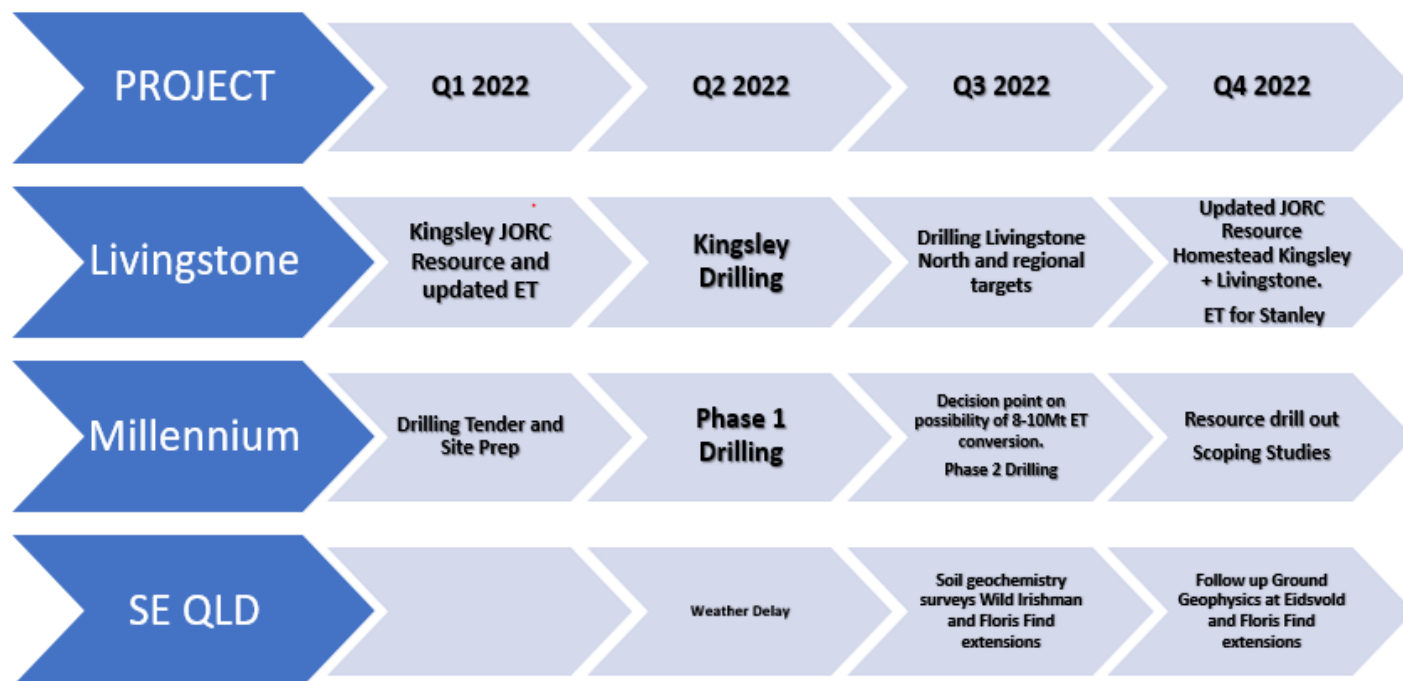 PROJECT
Q1 2022
Q2 2022
Q3 2022
Q4 2022
Livingstone
Kingsley JORC
Resource and
updated ET
Kingsley
Drilling
Drilling Livingstone
North and regional
targets
Updated JORC
Resource
Homestead Kingsley
+ Livingstone.
ET for Stanley
Millennium
Drilling Tender and
Site Prep
Phase 1
Drilling
Decision point on
possibility of 8-10Mt ET
conversion.
Phase 2 Drilling
Resource drill out
Scoping Studies
SE QLD
Weather Delay
Soil geochemistry
surveys Wild Irishman
and Floris Find
extensions
Follow up Ground
Geophysics at Eidsvold
and Floris Find
extensions